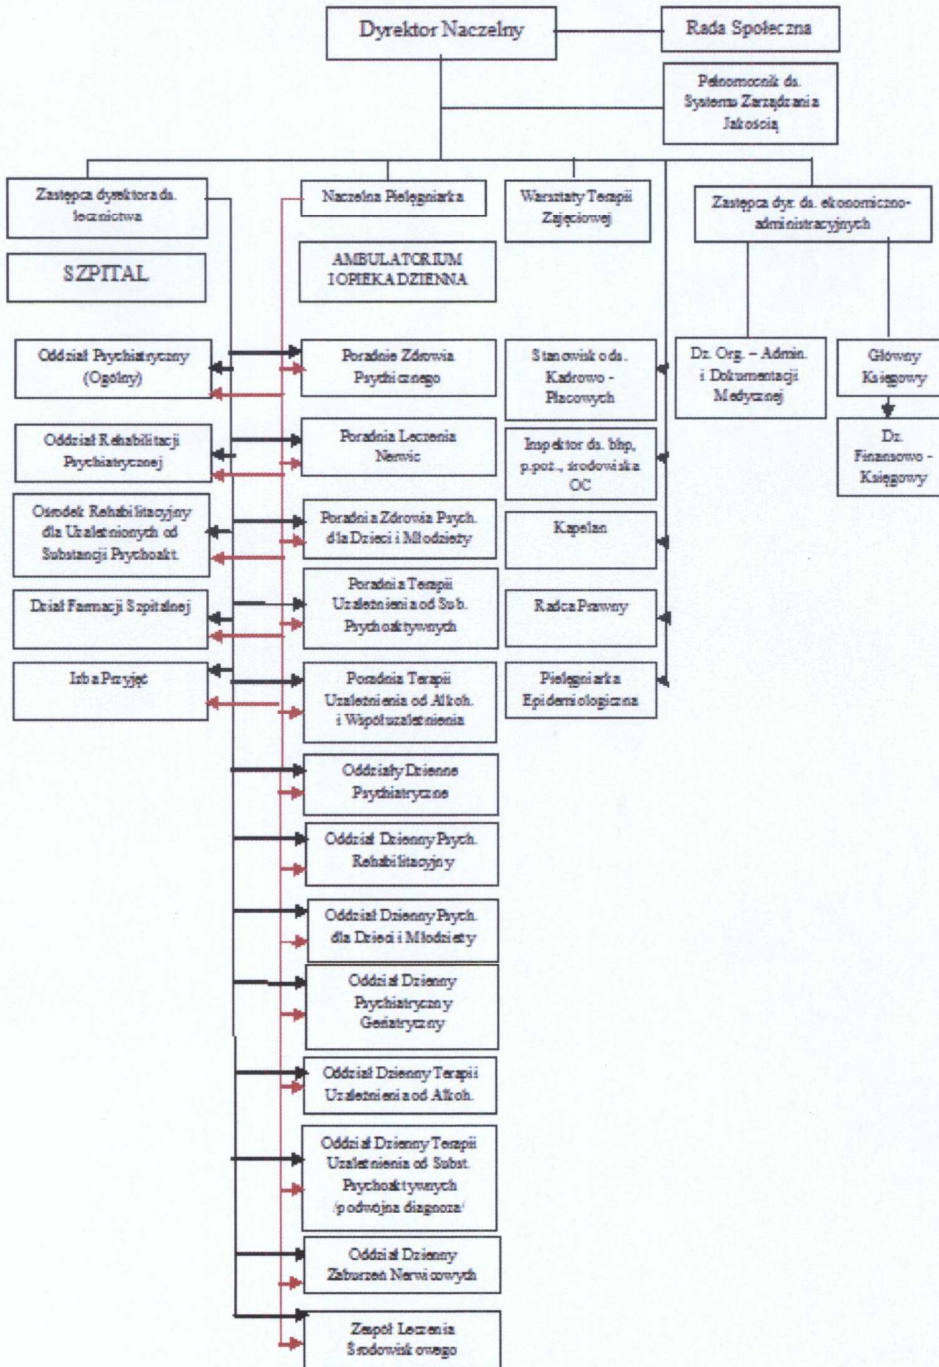 Dyrektor Naczelny
Rada Społeczna
Pełnomocnik ds.
Systemu Zarządzania
Jakością
Zastępca dyrektora ds.
lecznictwa
Naczelna Pielęgniarka
Warsztaty Terapii
Zajęciowej
Zastępca dyr. ds. ekonomiczno-
administracyjnych
SZPITAL
AMBULATORIUM
I OPIEKA DZIENNA
Oddział Psychiatryczny
(Ogólny)
Oddział Rehabilitacji
Psychiatrycznej
Ośrodek Rehabilitacyjny
dla Uzależnionych od
Substancji Psychoakt.
Dział Farmacji Szpitalnej
Izba Przyjęć
Poradnie Zdrowia
Psychicznego
Poradnia Leczenia
Nerwic
Poradnia Zdrowia Psych.
dla Dzieci i Młodzieży
Poradnia Terapii
Uzależnienia od Sub.
Psychoaktywnych
Poradnia Terapii
Uzależnienia od Alkoh.
i Współuzależnienia
Oddziały Dzienne
Psychiatryczne
Oddział Dzienny Psych.
Rehabilitacyjny
Oddział Dzienny Psych.
dla Dzieci i Młodzieży
Oddział Dzienny
Psychiatryczny
Geriatryczny
Oddział Dzienny Terapii
Uzależnienia od Alkoh.
Oddział Dzienny Terapii
Uzależnienia od Subst.
Psychoaktywnych
/podwójna diagnoza/
Oddział Dzienny
Zaburzeń Nerwicowych
Zespół Leczenia
Środowiskowego
Stanowisko ds.
Kadrowo -
Płacowych
Inspektor ds. bhp,
p.poż., środowiska
OC
Kapelan
Radca Prawny
Pielęgniarka
Epidemiologiczna
Dz. Org. – Admin.
i Dokumentacji
Medycznej
Główny
Księgowy
Dz.
Finansowo -
Księgowy